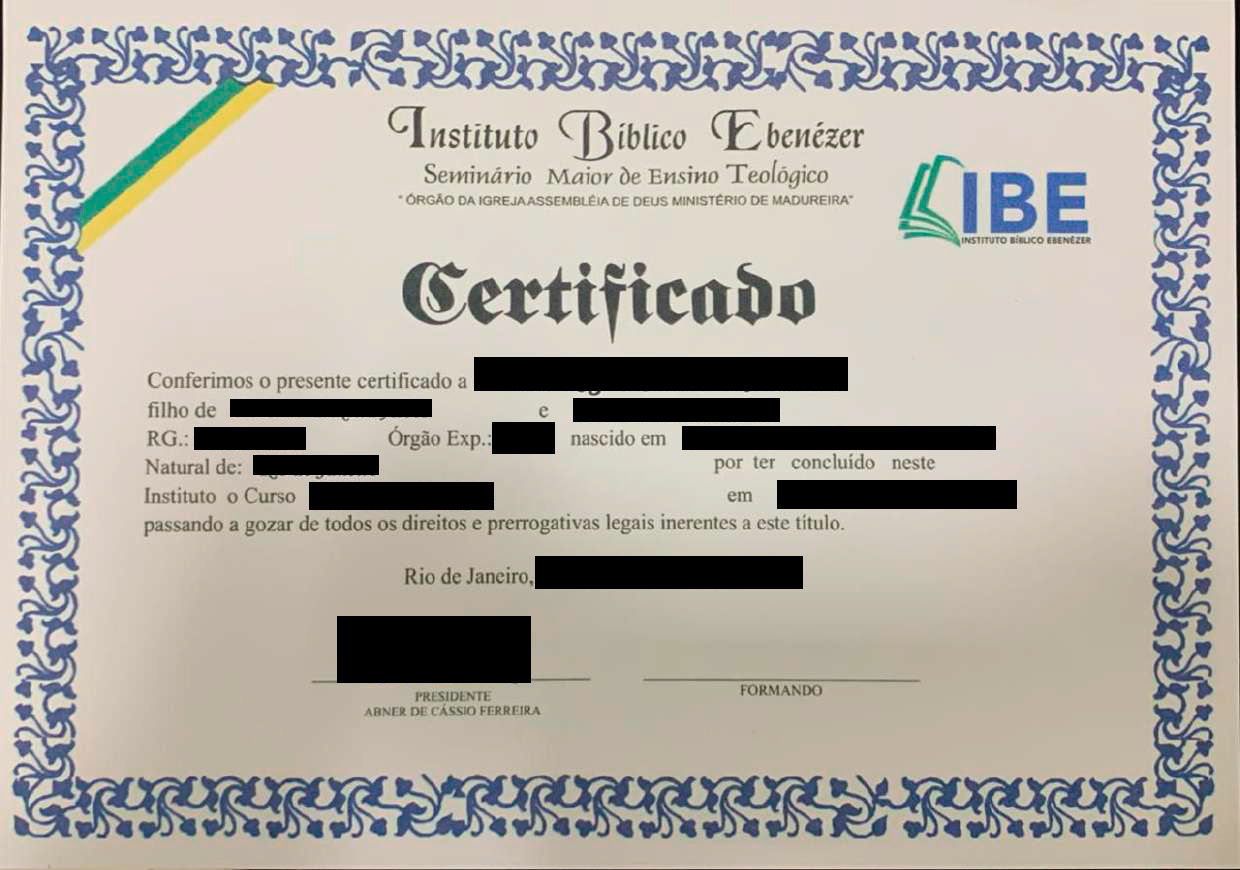 Instituto Bíblico Ebenézer
Seminário Maior de Ensino Teológico
"ÓRGÃO DA IGREJA ASSEMBLÉIA DE DEUS MINISTÉRIO DE MADUREIRA"
IBE
INSTITUTO BÍBLICO EBENÉZER
Certificado
Conferimos o presente certificado a
filho de e
RG.: Órgão Exp.: nascido em
Natural de: por ter concluído neste
Instituto o Curso em
passando a gozar de todos os direitos e prerrogativas legais inerentes a este título.
Rio de Janeiro,
PRESIDENTE
ABNER DE CÁSSIO FERREIRA
FORMANDO